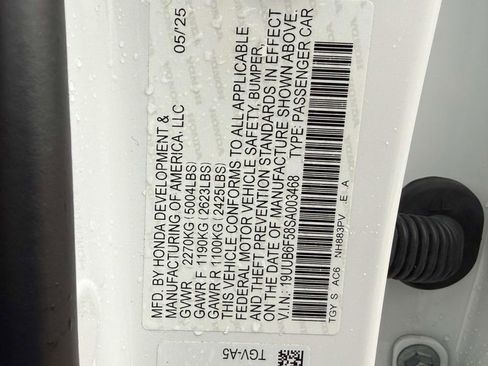 MFD. BY HONDA DEVELOPMENT &
MANUFACTURING OF AMERICA, LLC 05/'25
GVWR 2270KG (5004LBS)
GAWR F 1190KG (2623LBS)
GAWR R 1100KG (2425LBS)
THIS VEHICLE CONFORMS TO ALL APPLICABLE
FEDERAL MOTOR VEHICLE SAFETY, BUMPER,
AND THEFT PREVENTION STANDARDS IN EFFECT
ON THE DATE OF MANUFACTURE SHOWN ABOVE.
V.I.N.: 19UUB6F58SA003468 TYPE: PASSENGER CAR
TGY S AC6 NH883PV E A
TGV-A5